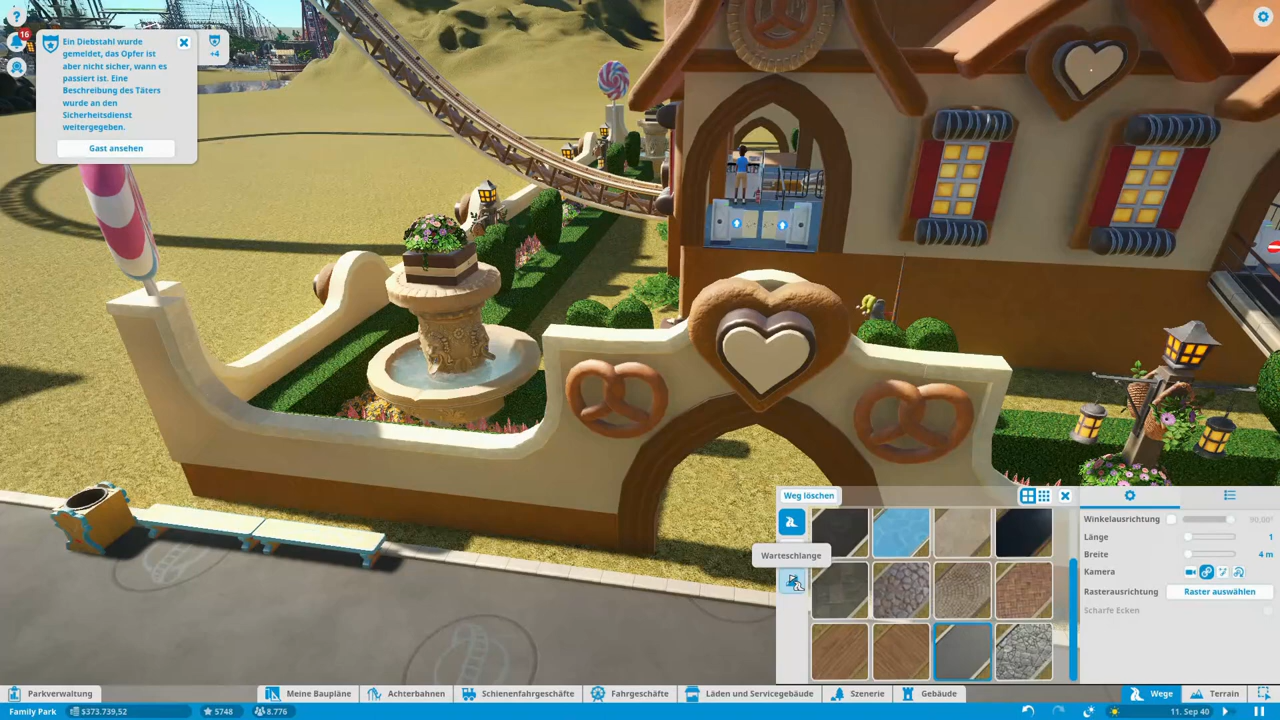 16
Ein Diebstahl wurde
gemeldet, das Opfer ist
aber nicht sicher, wann es
passiert ist. Eine
Beschreibung des Täters
wurde an den
Sicherheitsdienst
weitergegeben.
Gast ansehen
+4
Weg löschen
Warteschlange
Winkelausrichtung 90,00°
Länge 1
Breite 4 m
Kamera
Rasterausrichtung Raster auswählen
Scharfe Ecken
Parkverwaltung Meine Baupläne Achterbahnen Schienenfahrgeschäfte Fahrgeschäfte Läden und Servicegebäude Szenerie Gebäude Wege Terrain
Family Park $373.739,52 5748 8.776 11. Sep 40